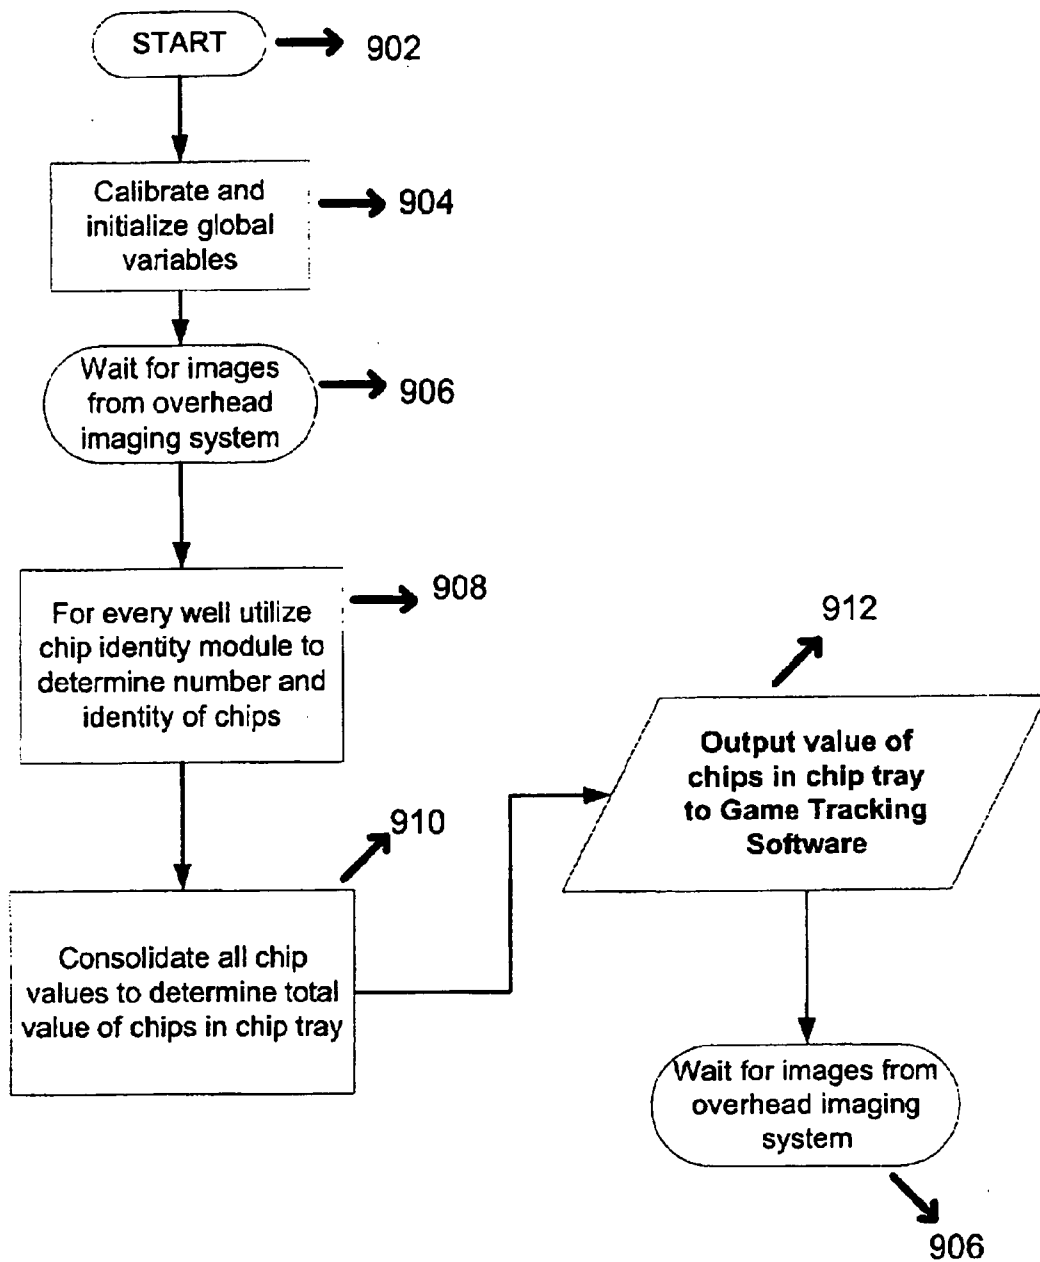 START
902
Calibrate and
initialize global
variables
904
Wait for images
from overhead
imaging system
906
For every well utilize
chip identity module to
determine number and
identity of chips
908
Consolidate all chip
values to determine total
value of chips in chip tray
910
Output value of
chips in chip tray
to Game Tracking
Software
912
Wait for images from
overhead imaging
system
906